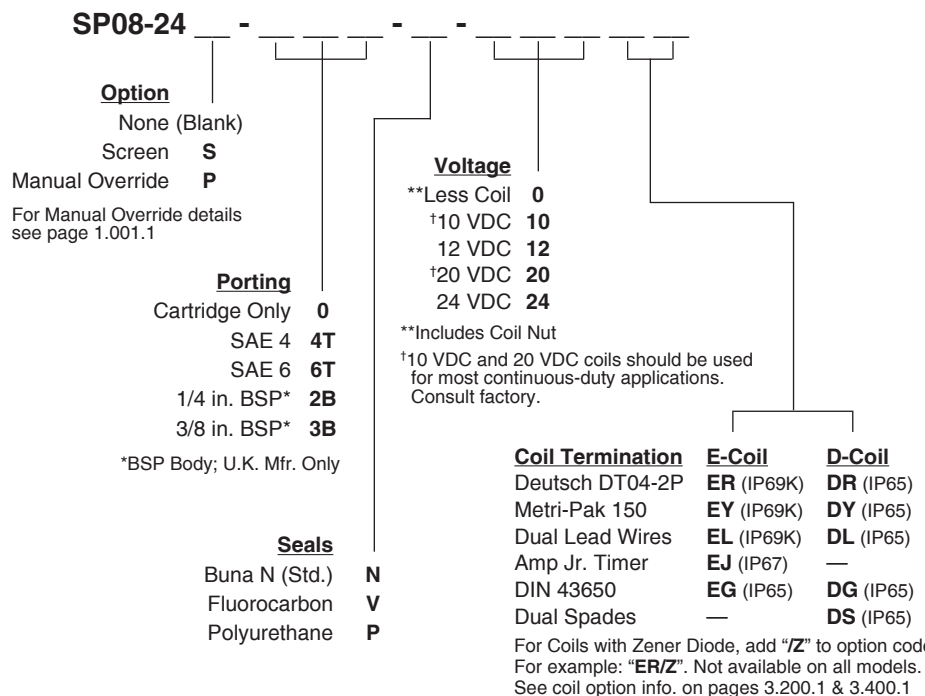 SP08-24 __ - __ __ __ - __ - __ __ __ __ __
Option
None (Blank)
Screen S
Manual Override P
For Manual Override details
see page 1.001.1
Porting
Cartridge Only 0
SAE 4 4T
SAE 6 6T
1/4 in. BSP* 2B
3/8 in. BSP* 3B
*BSP Body; U.K. Mfr. Only
Seals
Buna N (Std.) N
Fluorocarbon V
Polyurethane P
Voltage
**Less Coil 0
†10 VDC 10
12 VDC 12
†20 VDC 20
24 VDC 24
**Includes Coil Nut
†10 VDC and 20 VDC coils should be used
for most continuous-duty applications.
Consult factory.
Coil Termination E-Coil D-Coil
Deutsch DT04-2P ER (IP69K) DR (IP65)
Metri-Pak 150 EY (IP69K) DY (IP65)
Dual Lead Wires EL (IP69K) DL (IP65)
Amp Jr. Timer EJ (IP67) —
DIN 43650 EG (IP65) DG (IP65)
Dual Spades — DS (IP65)
For Coils with Zener Diode, add “/Z” to option code
For example: “ER/Z”. Not available on all models.
See coil option info. on pages 3.200.1 & 3.400.1